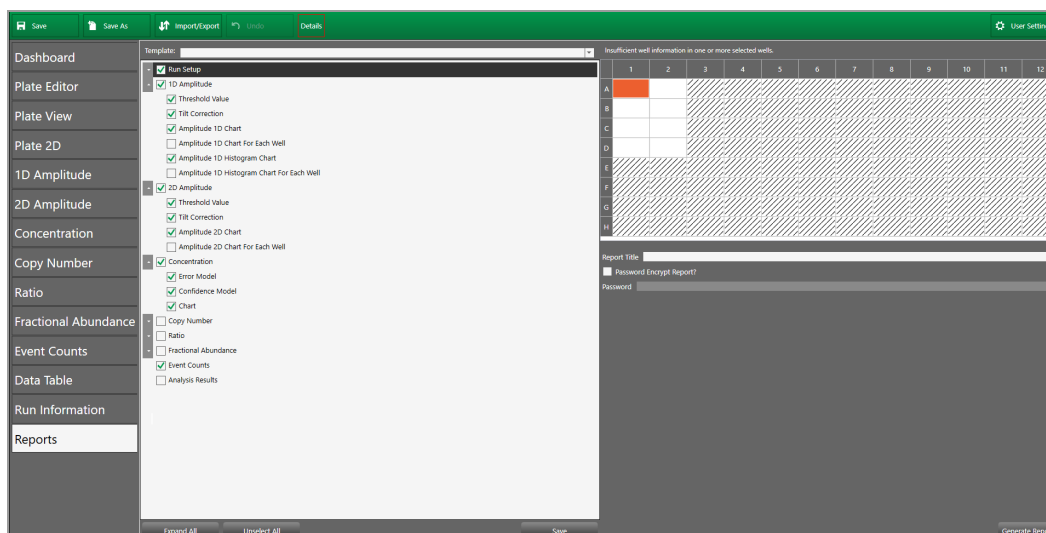 Save Save As Import/Export Undo Details User Settin
Dashboard
Plate Editor
Plate View
Plate 2D
1D Amplitude
2D Amplitude
Concentration
Copy Number
Ratio
Fractional Abundance
Event Counts
Data Table
Run Information
Reports
Template:
Run Setup
1D Amplitude
Threshold Value
Tilt Correction
Amplitude 1D Chart
Amplitude 1D Chart For Each Well
Amplitude 1D Histogram Chart
Amplitude 1D Histogram Chart For Each Well
2D Amplitude
Threshold Value
Tilt Correction
Amplitude 2D Chart
Amplitude 2D Chart For Each Well
Concentration
Error Model
Confidence Model
Chart
Copy Number
Ratio
Fractional Abundance
Event Counts
Analysis Results
Expand All Unselect All Save
Insufficient well information in one or more selected wells.
1 2 3 4 5 6 7 8 9 10 11 12
A
B
C
D
E
F
G
H
Report Title
Password Encrypt Report?
Password
Generate Repo